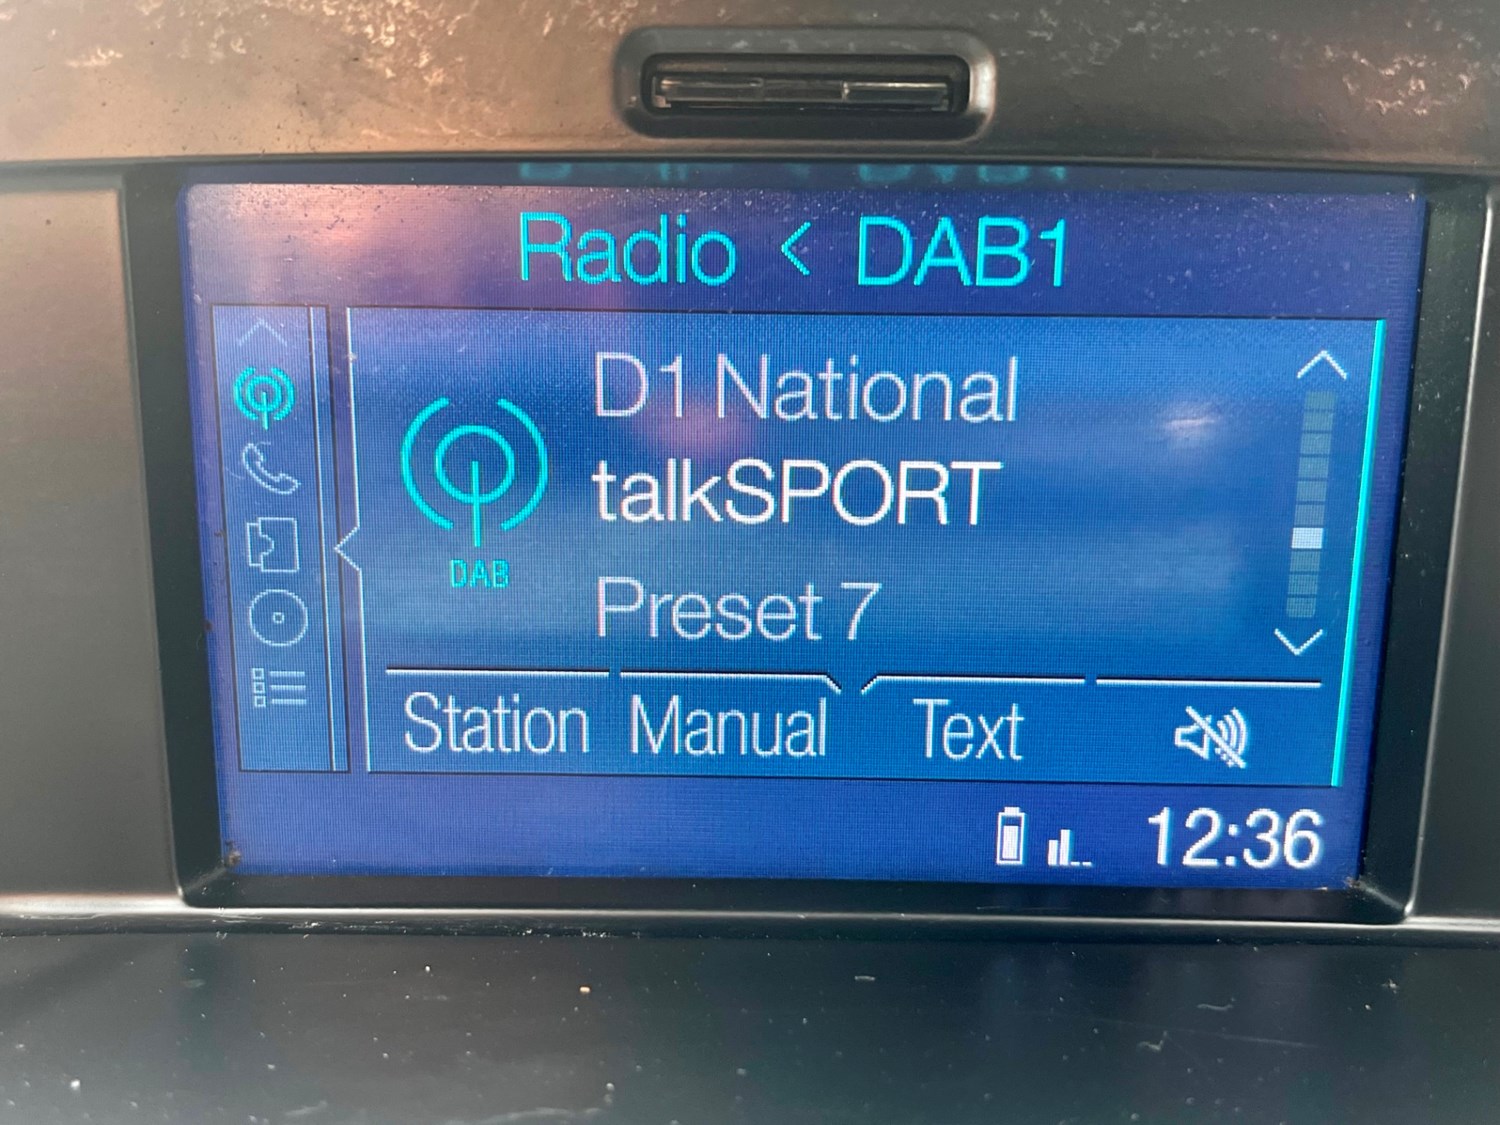 Radio < DAB1
D1 National
talkSPORT
DAB
Preset 7
Station Manual Text
12:36